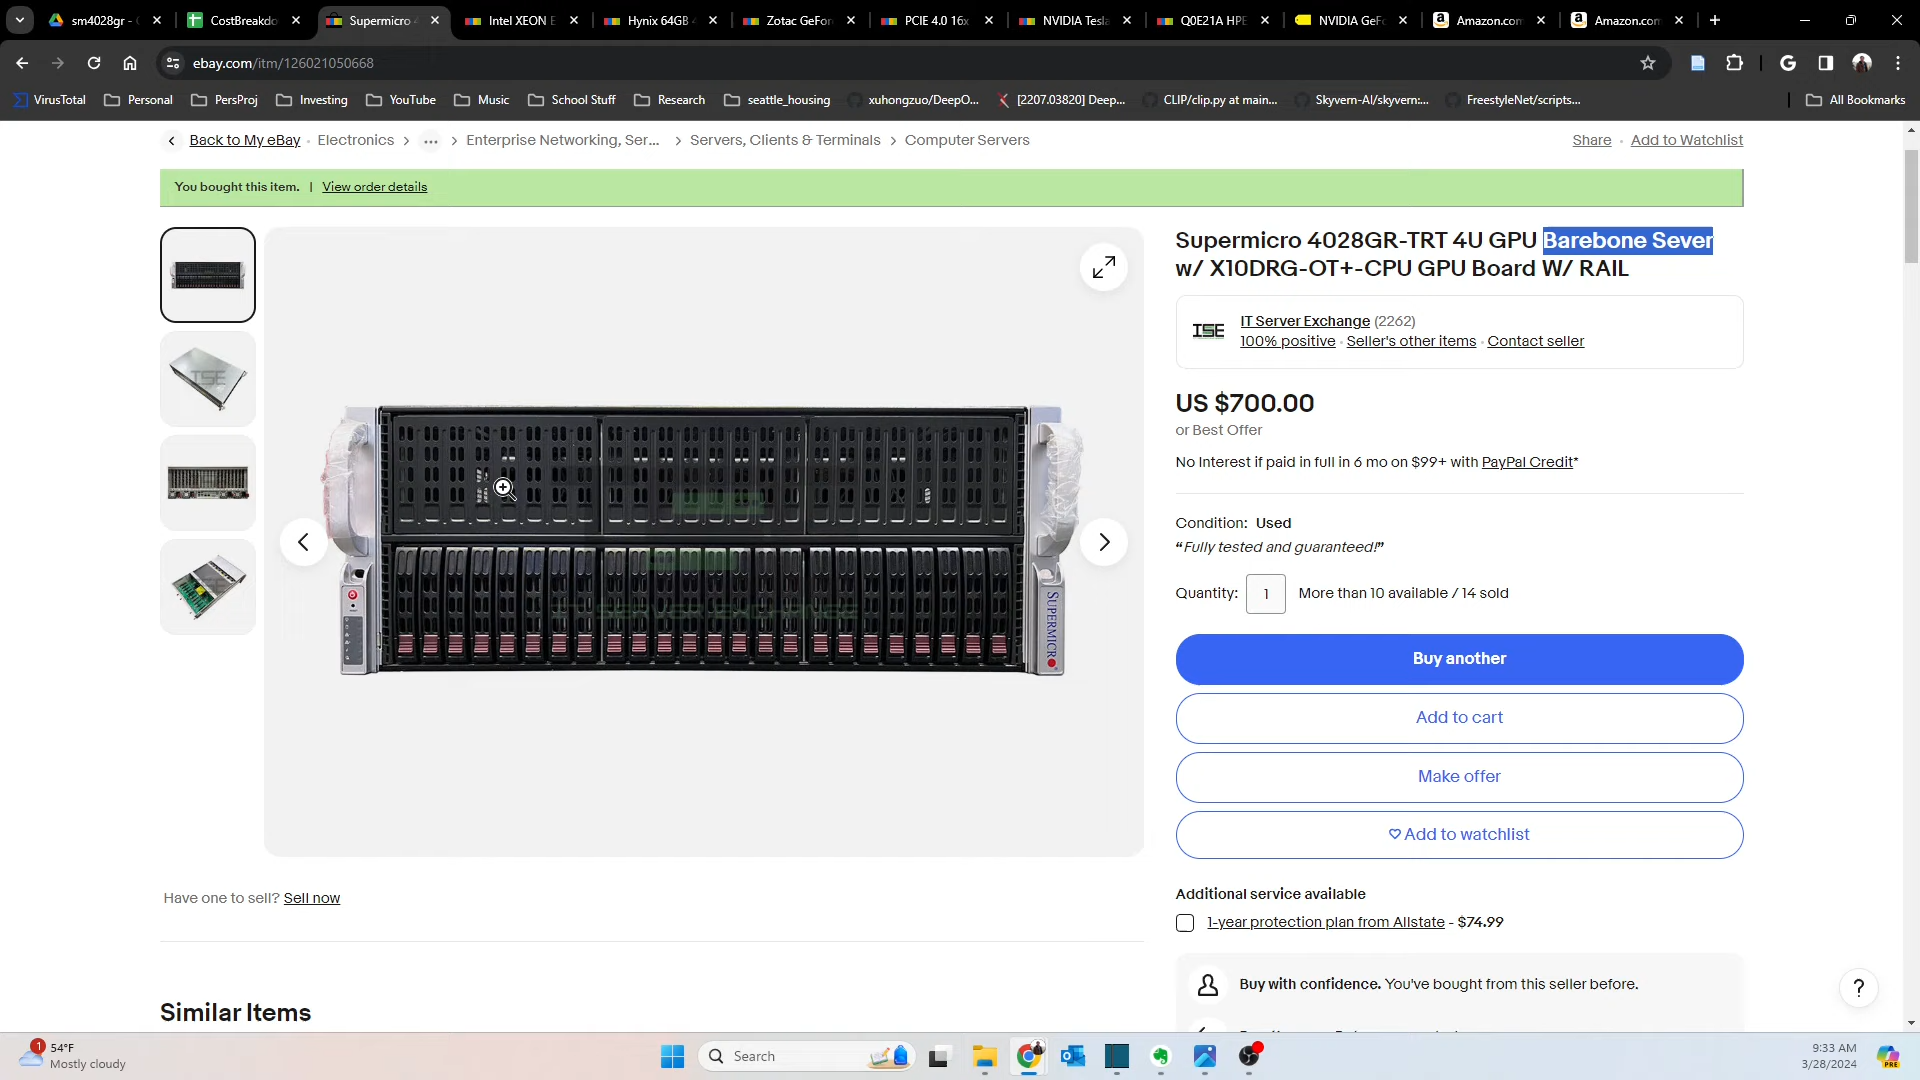 sm4028gr -
CostBreakdo
Supermicro 4
Intel XEON E
Hynix 64GB 4
Zotac GeFor
PCIE 4.0 16x
NVIDIA Tesla
Q0E21A HPE
NVIDIA GeFo
Amazon.com
Amazon.com
ebay.com/itm/126021050668
VirusTotal
Personal
PersProj
Investing
YouTube
Music
School Stuff
Research
seattle_housing
xuhongzuo/DeepO...
[2207.03820] Deep...
CLIP/clip.py at main...
Skyvern-AI/skyvern:...
FreestyleNet/scripts...
All Bookmarks
Back to My eBay · Electronics > ... > Enterprise Networking, Ser... > Servers, Clients & Terminals > Computer Servers
Share · Add to Watchlist
You bought this item. | View order details
Supermicro 4028GR-TRT 4U GPU Barebone Sever
w/ X10DRG-OT+-CPU GPU Board W/ RAIL
ISE
IT Server Exchange (2262)
100% positive · Seller's other items · Contact seller
US $700.00
or Best Offer
No Interest if paid in full in 6 mo on $99+ with PayPal Credit*
Condition: Used
“Fully tested and guaranteed!”
Quantity: 1 More than 10 available / 14 sold
Buy another
Add to cart
Make offer
Add to watchlist
Additional service available
1-year protection plan from Allstate - $74.99
Buy with confidence. You've bought from this seller before.
SUPERMICRO
ISE
SERVER EXCHANGE
Have one to sell? Sell now
Similar Items
?
1
54°F
Mostly cloudy
Search
PRE
9:33 AM
3/28/2024